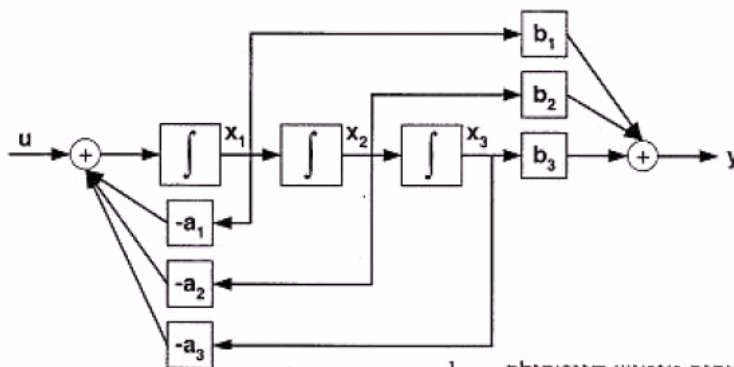 b₁
b₂
u
∫
x₁
∫
x₂
∫
x₃
b₃
y
+
+
-a₁
-a₂
-a₃